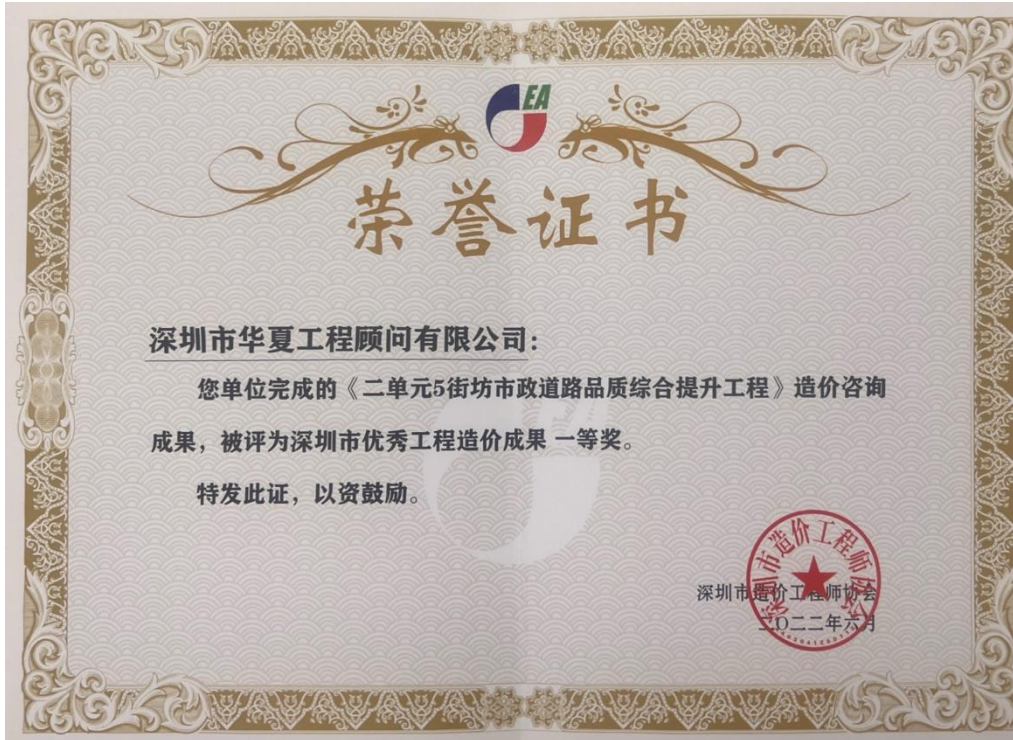 EA
荣誉证书
深圳市华夏工程顾问有限公司:
您单位完成的《二单元5街坊市政道路品质综合提升工程》造价咨询
成果，被评为深圳市优秀工程造价成果 一等奖。
特发此证，以资鼓励。
深圳市造价工程师协会
深圳市造价工程师协会
二〇二二年六月